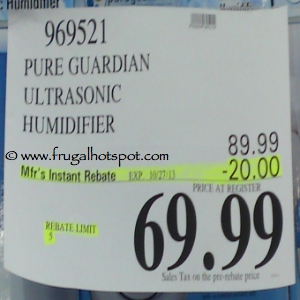 Humidifier
969521
PURE GUARDIAN
ULTRASONIC
HUMIDIFIER
89.99
© www.frugalhotspot.com
Mfr's Instant Rebate EXP. 10/27/13 -20.00
PRICE AT REGISTER
REBATE LIMIT
5
69.99
Sales Tax on the pre-rebate price